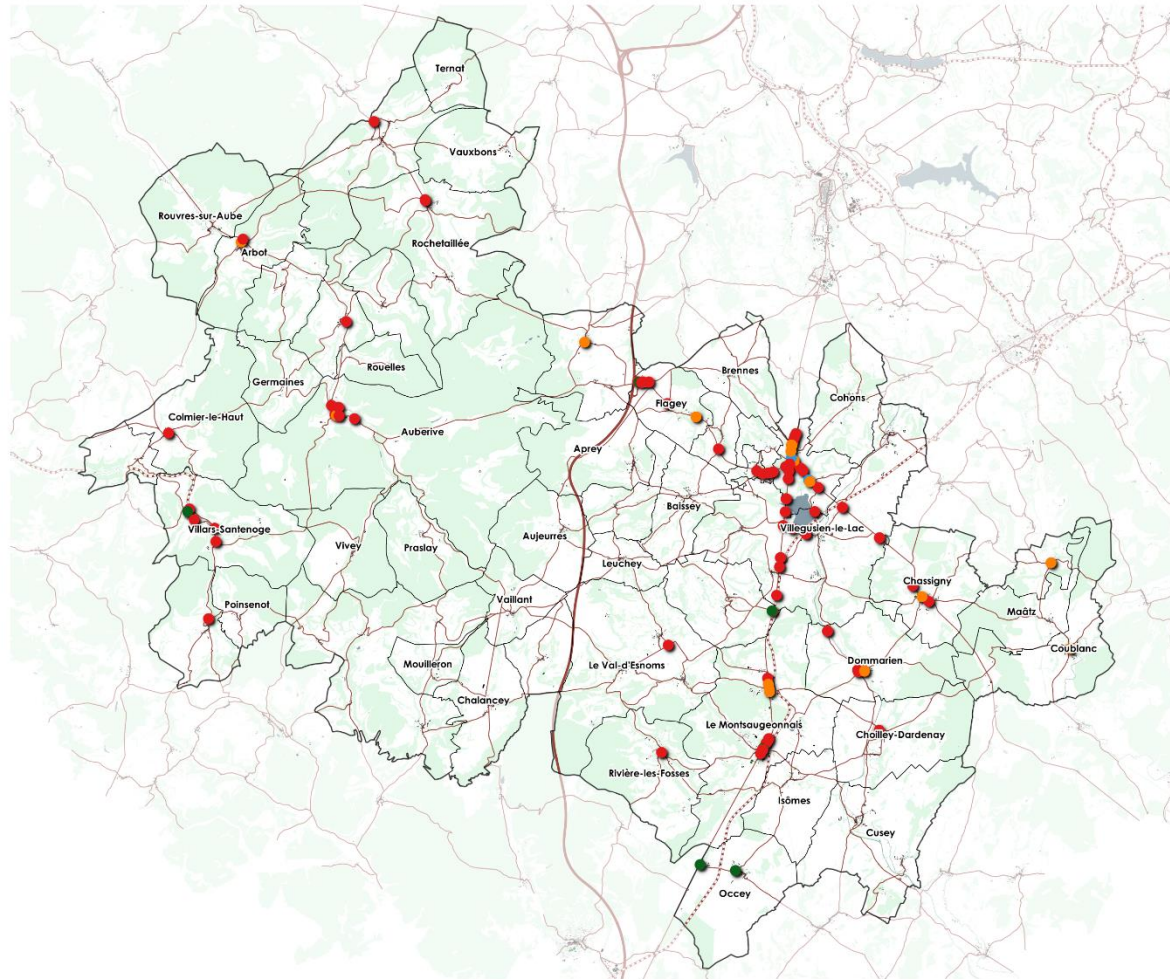 Ternat
Vauxbons
Rouvres-sur-Aube
Rochetaillée
Arbot
Rouelles
Germaines
Brennes
Cohons
Flagey
Colmier-le-Haut
Auberive
Aprey
Baissey
Villars-Santenoge
Villegusien-le-Lac
Aujeurres
Vivey
Praslay
Leuchey
Chassigny
Vaillant
Poinsenot
Maâtz
Mouilleron
Le Val-d'Esnoms
Dommarien
Coublanc
Chalancey
Le Montsaugeonnais
Choilley-Dardenay
Rivière-les-Fosses
Isômes
Cusey
Occey